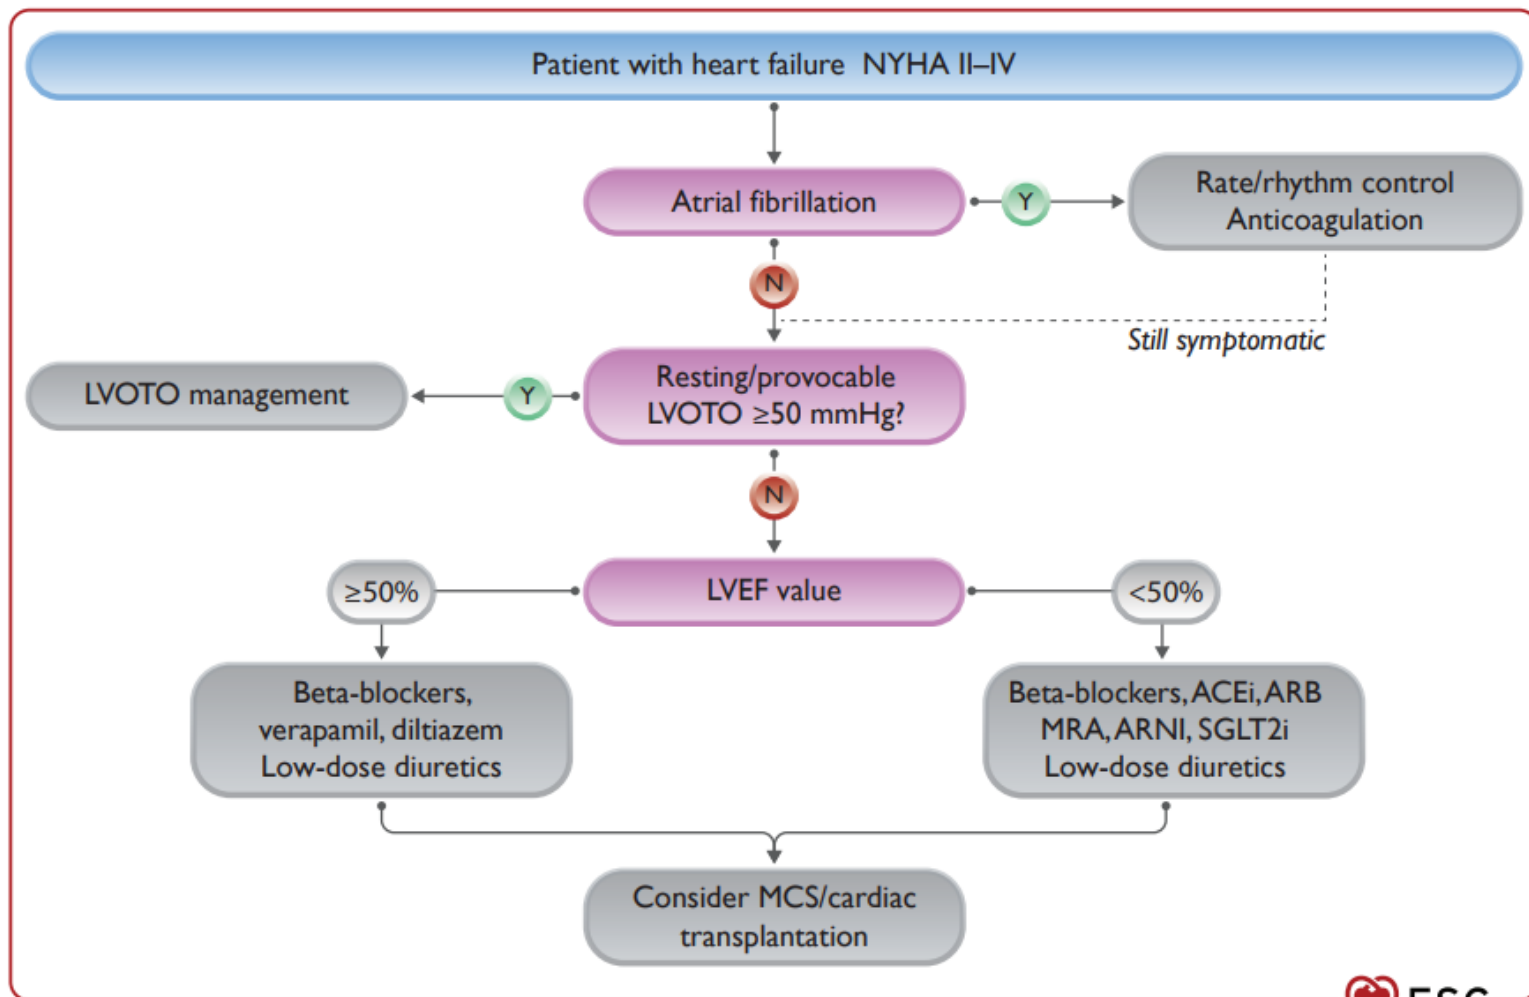 Patient with heart failure NYHA II–IV
Atrial fibrillation
Y
Rate/rhythm control
Anticoagulation
N
Still symptomatic
LVOTO management
Y
Resting/provocable
LVOTO ≥50 mmHg?
N
≥50%
LVEF value
<50%
Beta-blockers,
verapamil, diltiazem
Low-dose diuretics
Beta-blockers, ACEi, ARB
MRA, ARNI, SGLT2i
Low-dose diuretics
Consider MCS/cardiac
transplantation
ESC